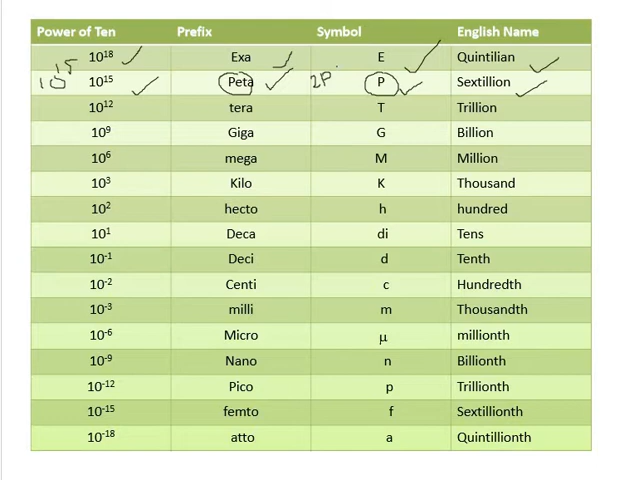 Power of Ten Prefix Symbol English Name
10¹⁸ Exa E Quintilian
10¹⁵
10¹⁵ Peta 2P P Sextillion
10¹² tera T Trillion
10⁹ Giga G Billion
10⁶ mega M Million
10³ Kilo K Thousand
10² hecto h hundred
10¹ Deca di Tens
10⁻¹ Deci d Tenth
10⁻² Centi c Hundredth
10⁻³ milli m Thousandth
10⁻⁶ Micro μ millionth
10⁻⁹ Nano n Billionth
10⁻¹² Pico p Trillionth
10⁻¹⁵ femto f Sextillionth
10⁻¹⁸ atto a Quintillionth